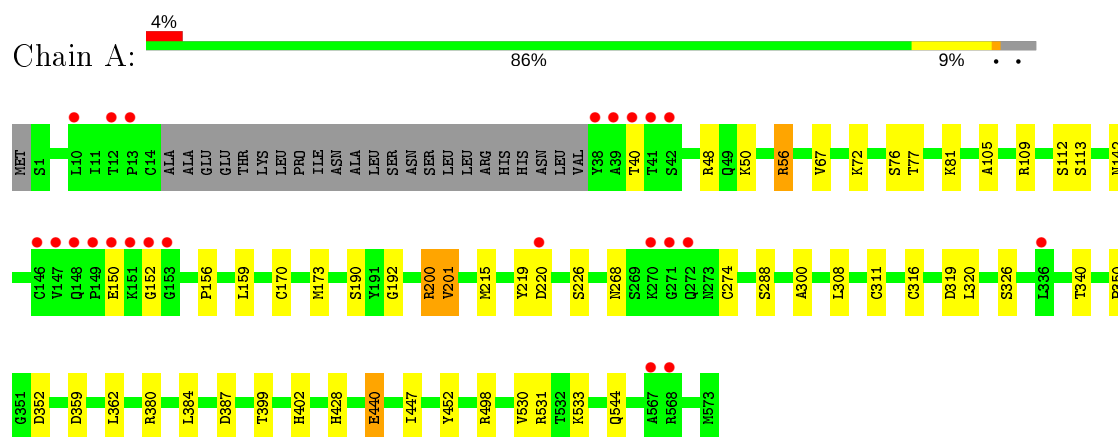 4%
Chain A:
86% 9% • •
MET S1 L10 I11 T12 P13 C14 ALA ALA GLU GLU THR LYS LEU PRO ILE ASN ALA LEU SER ASN SER LEU LEU ARG HIS HIS ASN LEU VAL Y38 A39 T40 T41 S42 R48 Q49 K50 R56 V67 K72 S76 T77 K81 A105 R109 S112 S113
C146 V147 Q148 P149 E150 K151 G152 G153 P156 L159 C170 M173 S190 Y191 G192 R200 V201 M215 Y219 D220 S226 N268 S269 K270 G271 Q272 N273 C274 S288 A300 L308 C311 C316 D319 L320 S326 L336 T340
G351 D352 D359 L362 R380 L384 D387 T399 H402 H428 E440 I447 Y452 R498 V530 R531 T532 K533 Q544 A567 R568 M573